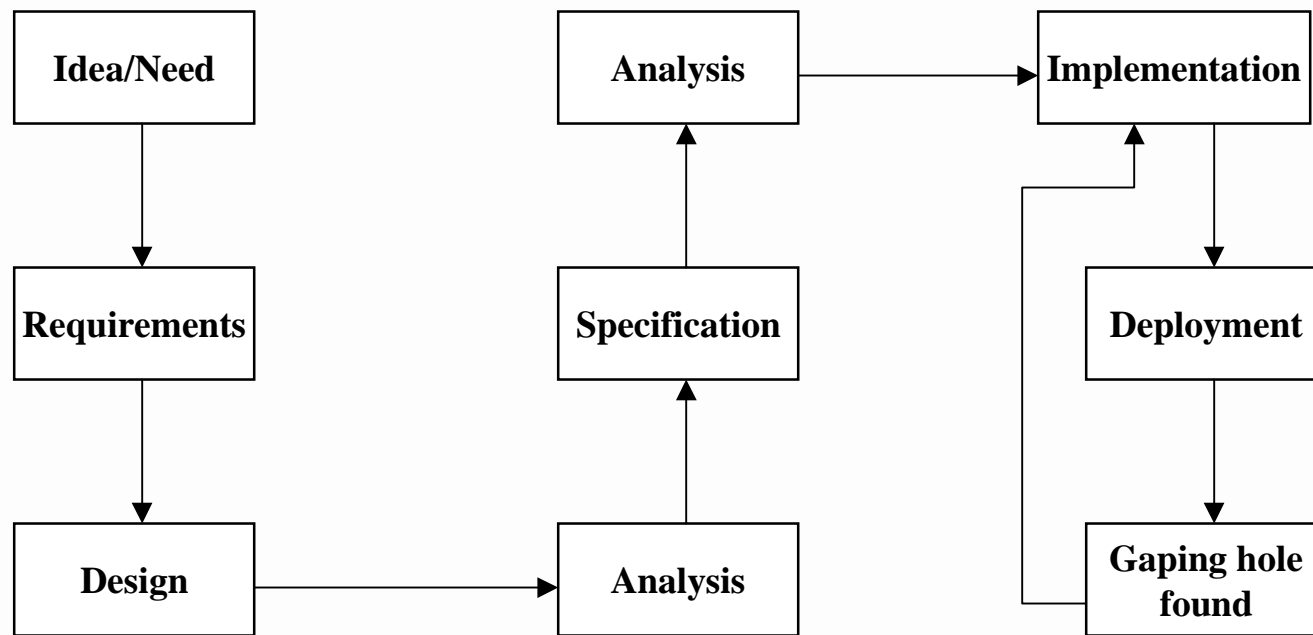 Idea/Need
Analysis
Implementation
Requirements
Specification
Deployment
Design
Analysis
Gaping hole
found